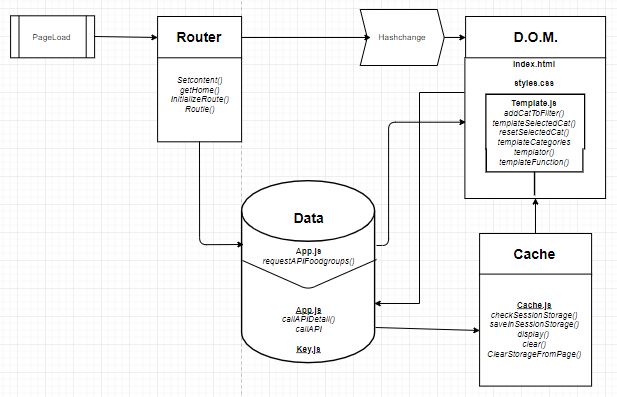 PageLoad
Router
Setcontent()
getHome()
InitializeRoute()
Routie()
Hashchange
D.O.M.
index.html
styles.css
Template.js
addCatToFilter()
templateSelectedCat()
resetSelectedCat()
templateCategories
templator()
templateFunction()
Data
App.js
requestAPIFoodgroups()
App.js
callAPIDetail()
callAPI
Key.js
Cache
Cache.js
checkSessionStorage()
saveInSessionStorage()
display()
clear()
ClearStorageFromPage()